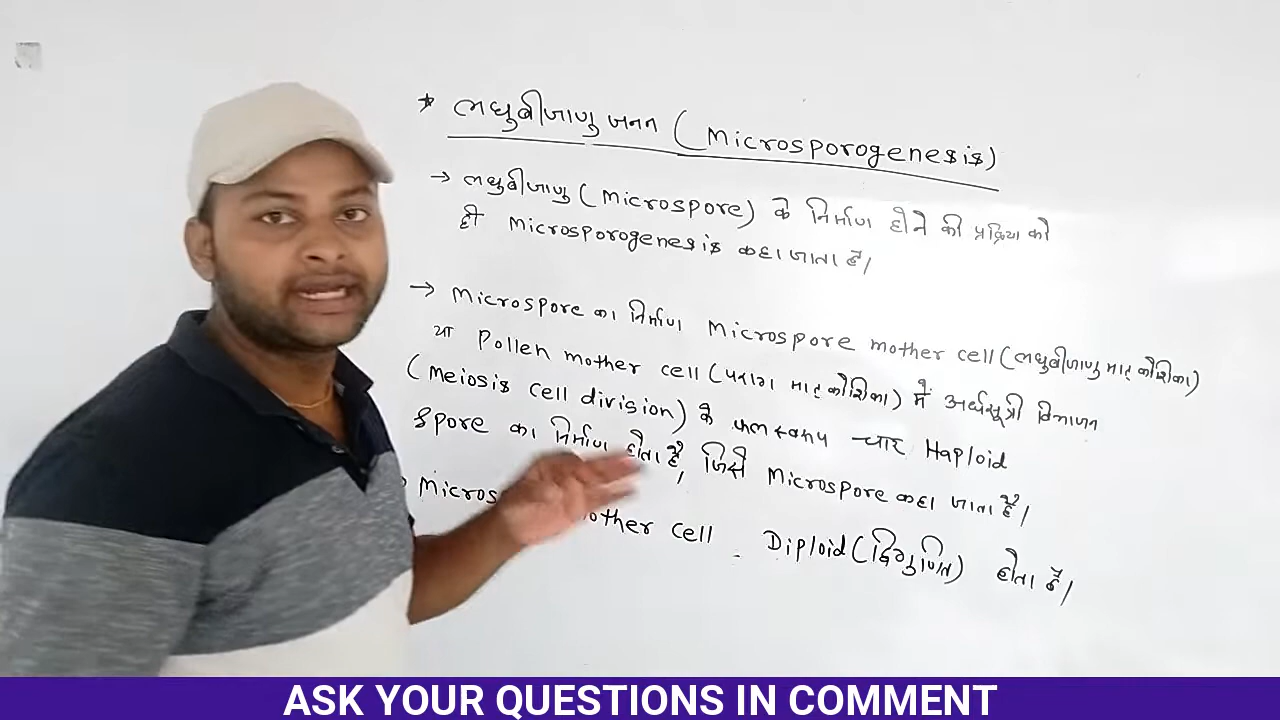 * लघुबीजाणु जनन (Microsporogenesis)
→ लघुबीजाणु (Microspore) के निर्माण होने की प्रक्रिया को
ही Microsporogenesis कहा जाता है।
→ Microspore का निर्माण Microspore mother cell (लघुबीजाणु मातृ कोशिका)
या Pollen mother cell (पराग मातृ कोशिका) में अर्धसूत्री विभाजन
(Meiosis cell division) के फलस्वरूप चार Haploid
Spore का निर्माण होता है, जिसे Microspore कहा जाता है।
Micros mother cell Diploid (द्विगुणित) होता है।
ASK YOUR QUESTIONS IN COMMENT